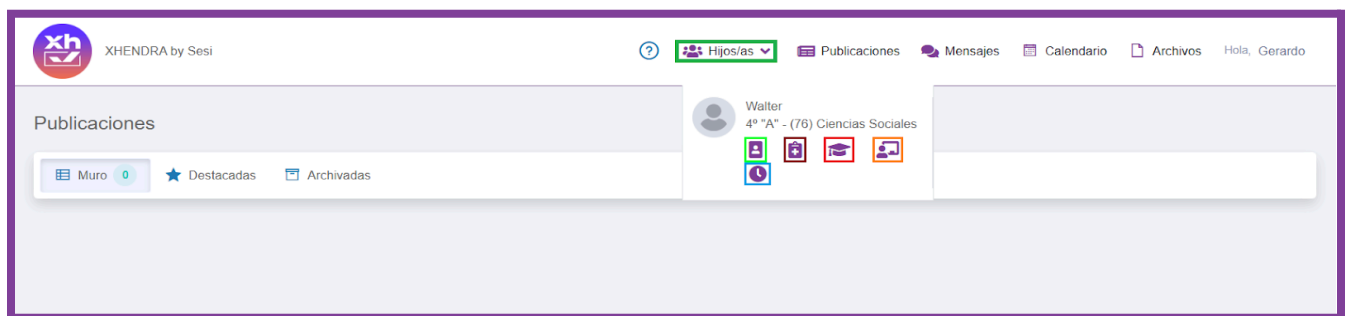 xh
XHENDRA by Sesi
? Hijos/as Publicaciones Mensajes Calendario Archivos Hola, Gerardo
Walter
4º "A" - (76) Ciencias Sociales
Publicaciones
Muro 0 Destacadas Archivadas